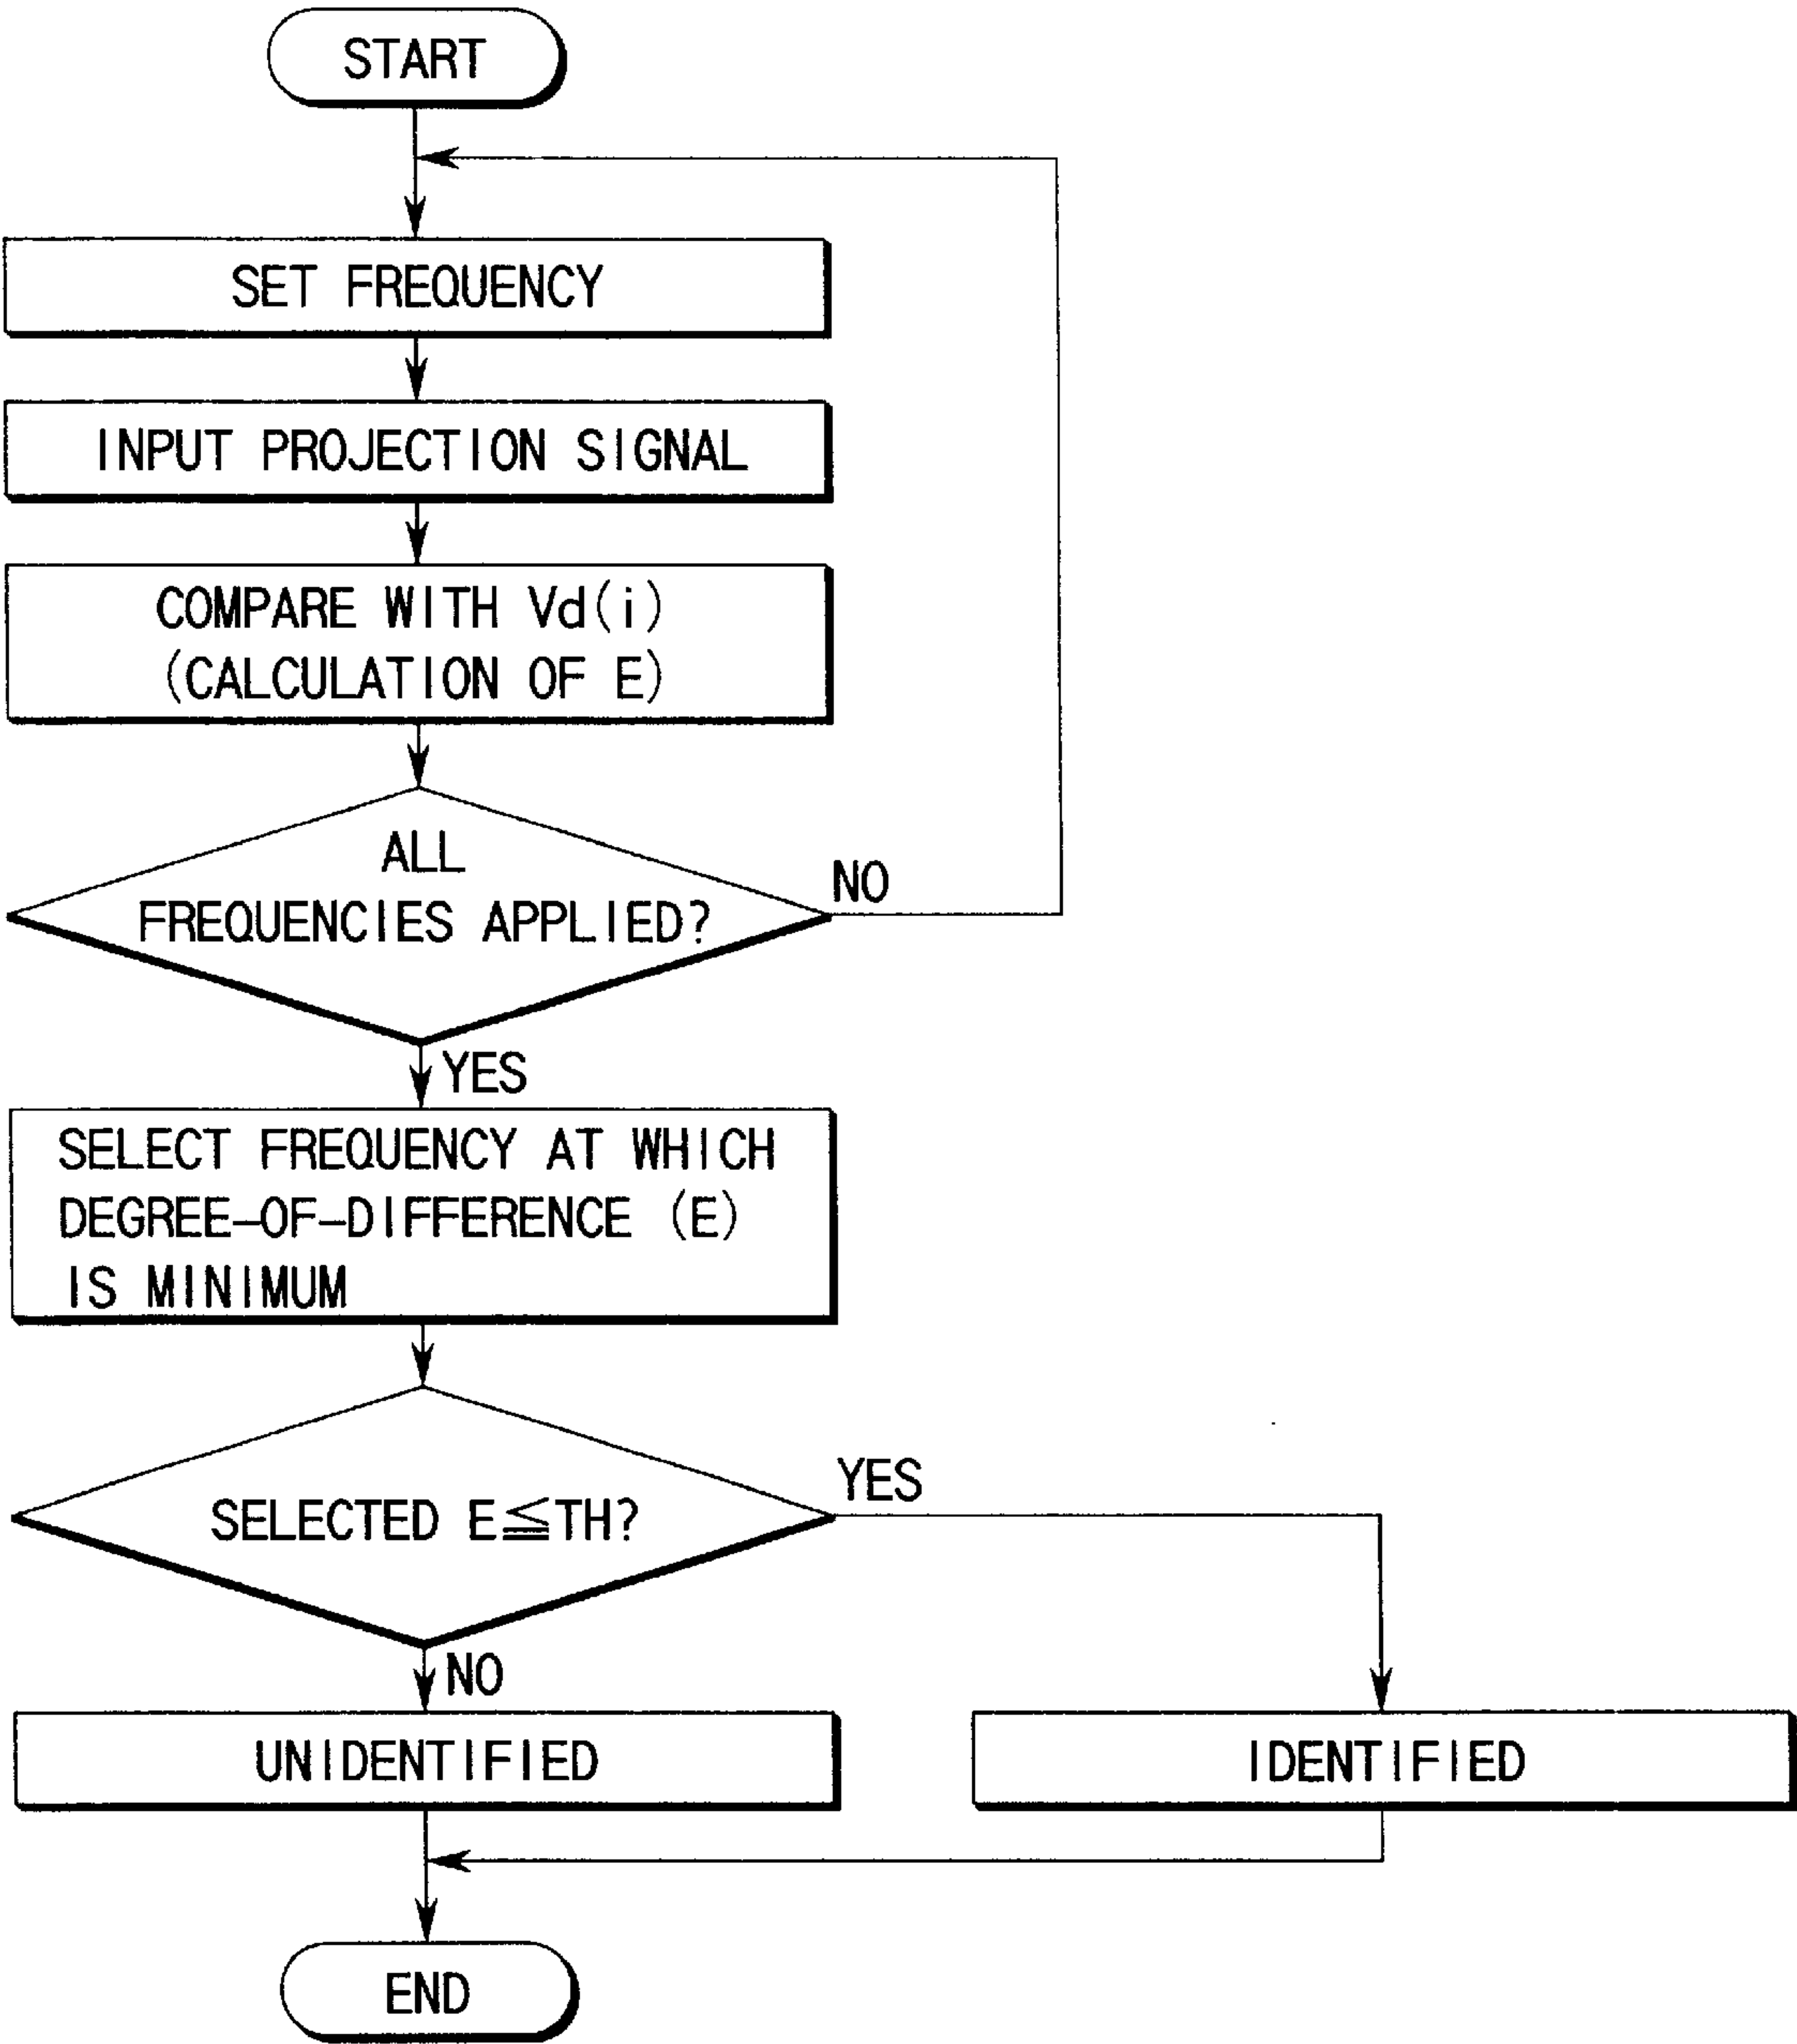 START
SET FREQUENCY
INPUT PROJECTION SIGNAL
COMPARE WITH Vd(i)
(CALCULATION OF E)
ALL
FREQUENCIES APPLIED?
NO
YES
SELECT FREQUENCY AT WHICH
DEGREE-OF-DIFFERENCE (E)
IS MINIMUM
SELECTED E≦TH?
YES
NO
UNIDENTIFIED
IDENTIFIED
END